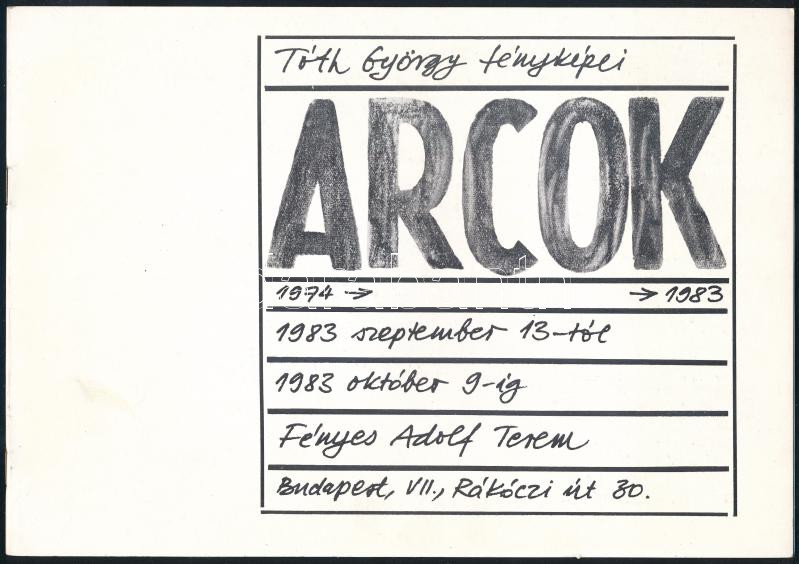 Tóth György fényképei
ARCOK
1974 → → 1983
1983 szeptember 13-tól
1983 október 9-ig
Fényes Adolf Terem
Budapest, VII., Rákóczi út 30.